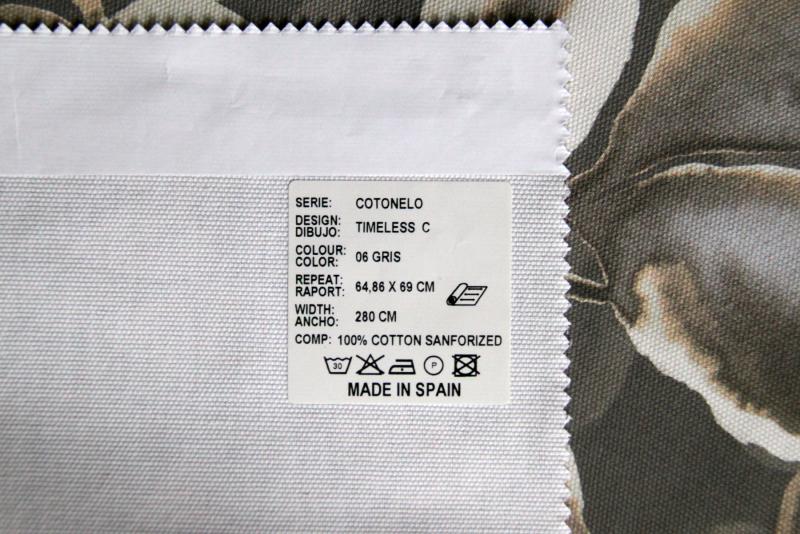 SERIE: COTONELO
DESIGN:
DIBUJO: TIMELESS C
COLOUR:
COLOR: 06 GRIS
REPEAT:
RAPORT: 64,86 X 69 CM
WIDTH:
ANCHO: 280 CM
COMP: 100% COTTON SANFORIZED
30 P
MADE IN SPAIN